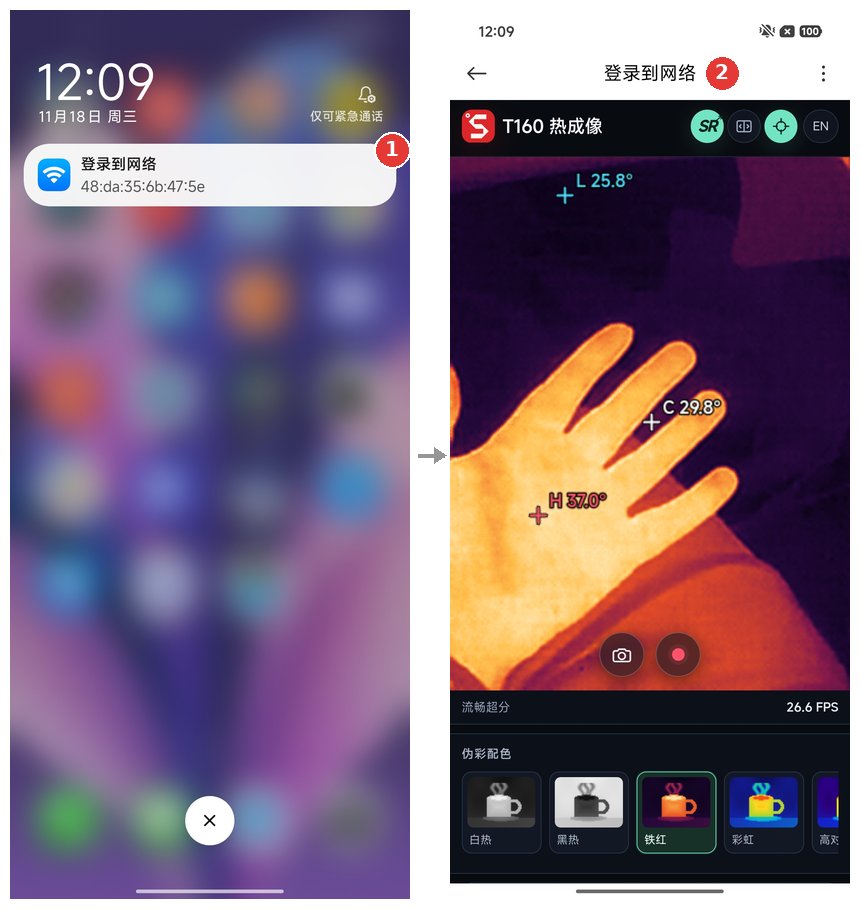 12:09
11月18日 周三
仅可紧急通话
1
登录到网络
48:da:35:6b:47:5e
12:09
100
登录到网络 2
T160 热成像
SR
EN
L 25.8°
C 29.8°
H 37.0°
流畅超分
26.6 FPS
伪彩配色
白热
黑热
铁红
彩虹
高对